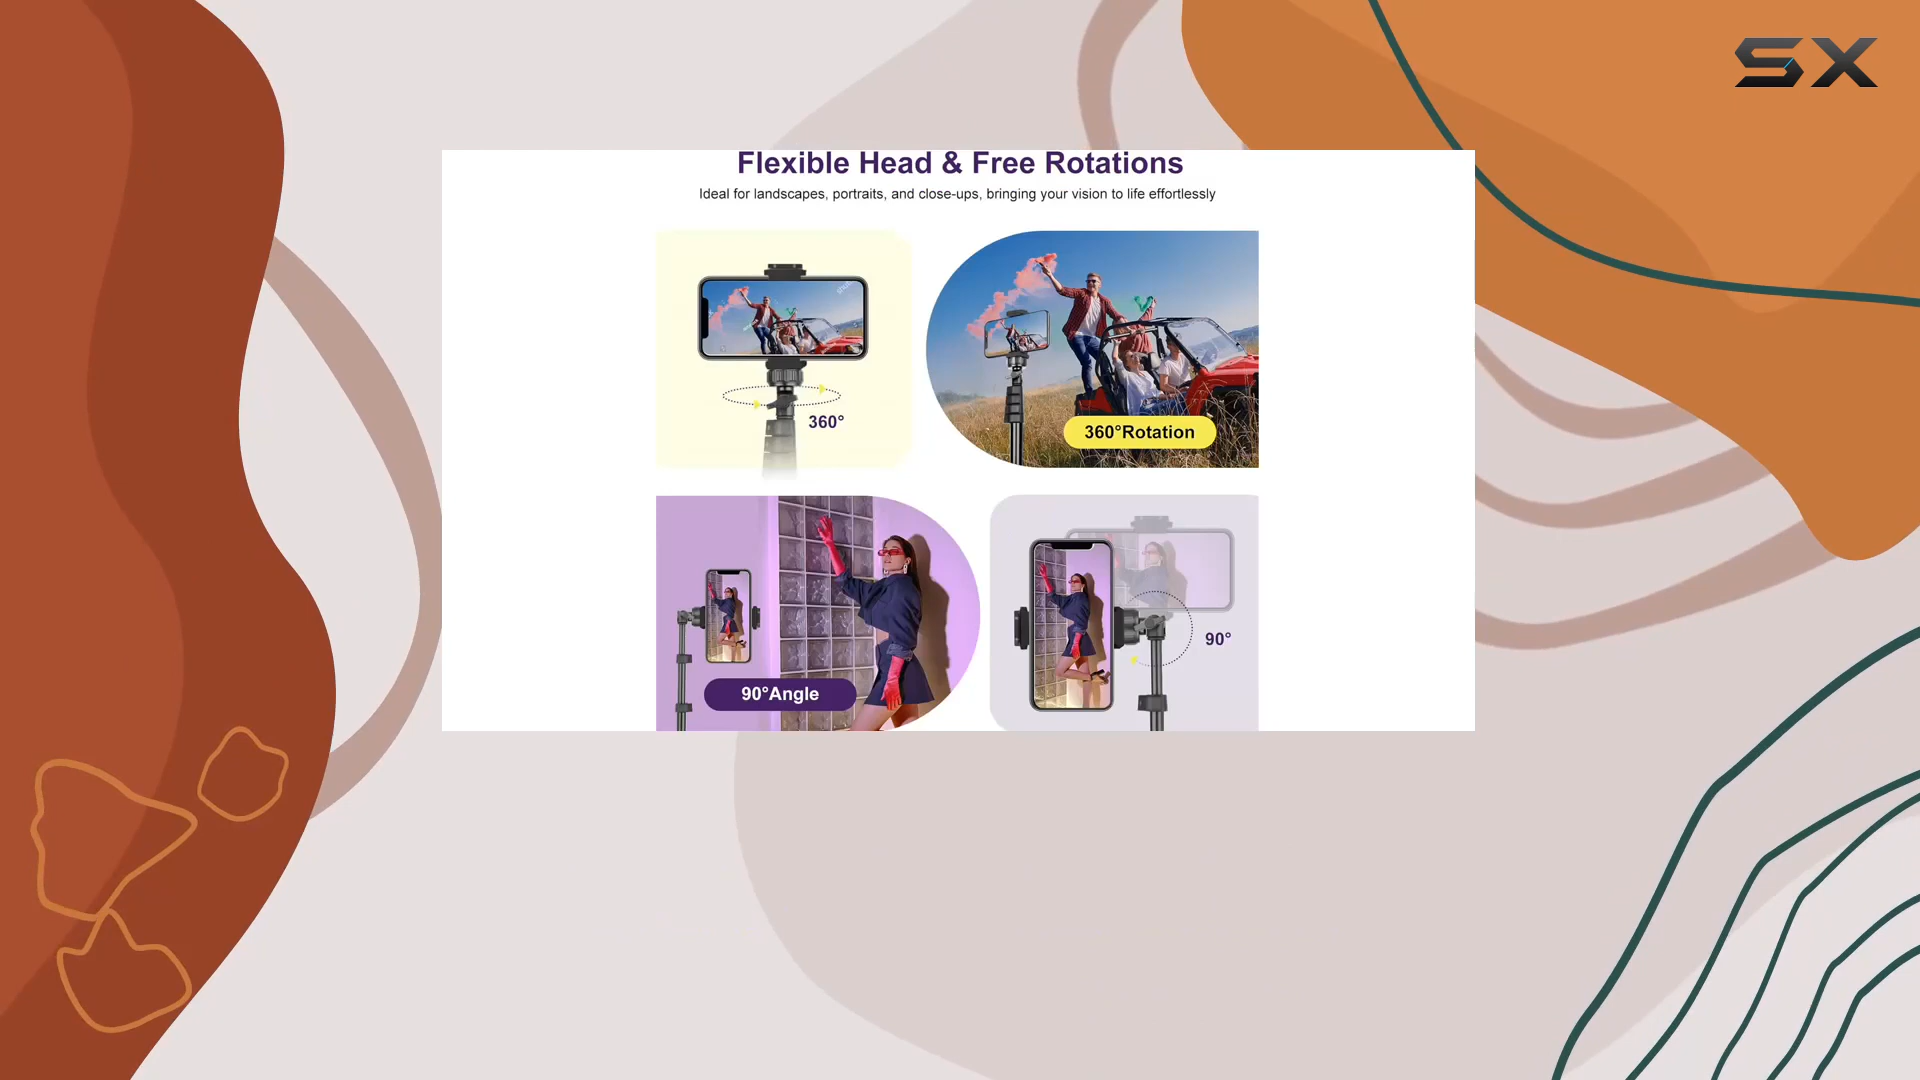 SX
Flexible Head & Free Rotations
Ideal for landscapes, portraits, and close-ups, bringing your vision to life effortlessly
360°
360°Rotation
90°Angle
90°